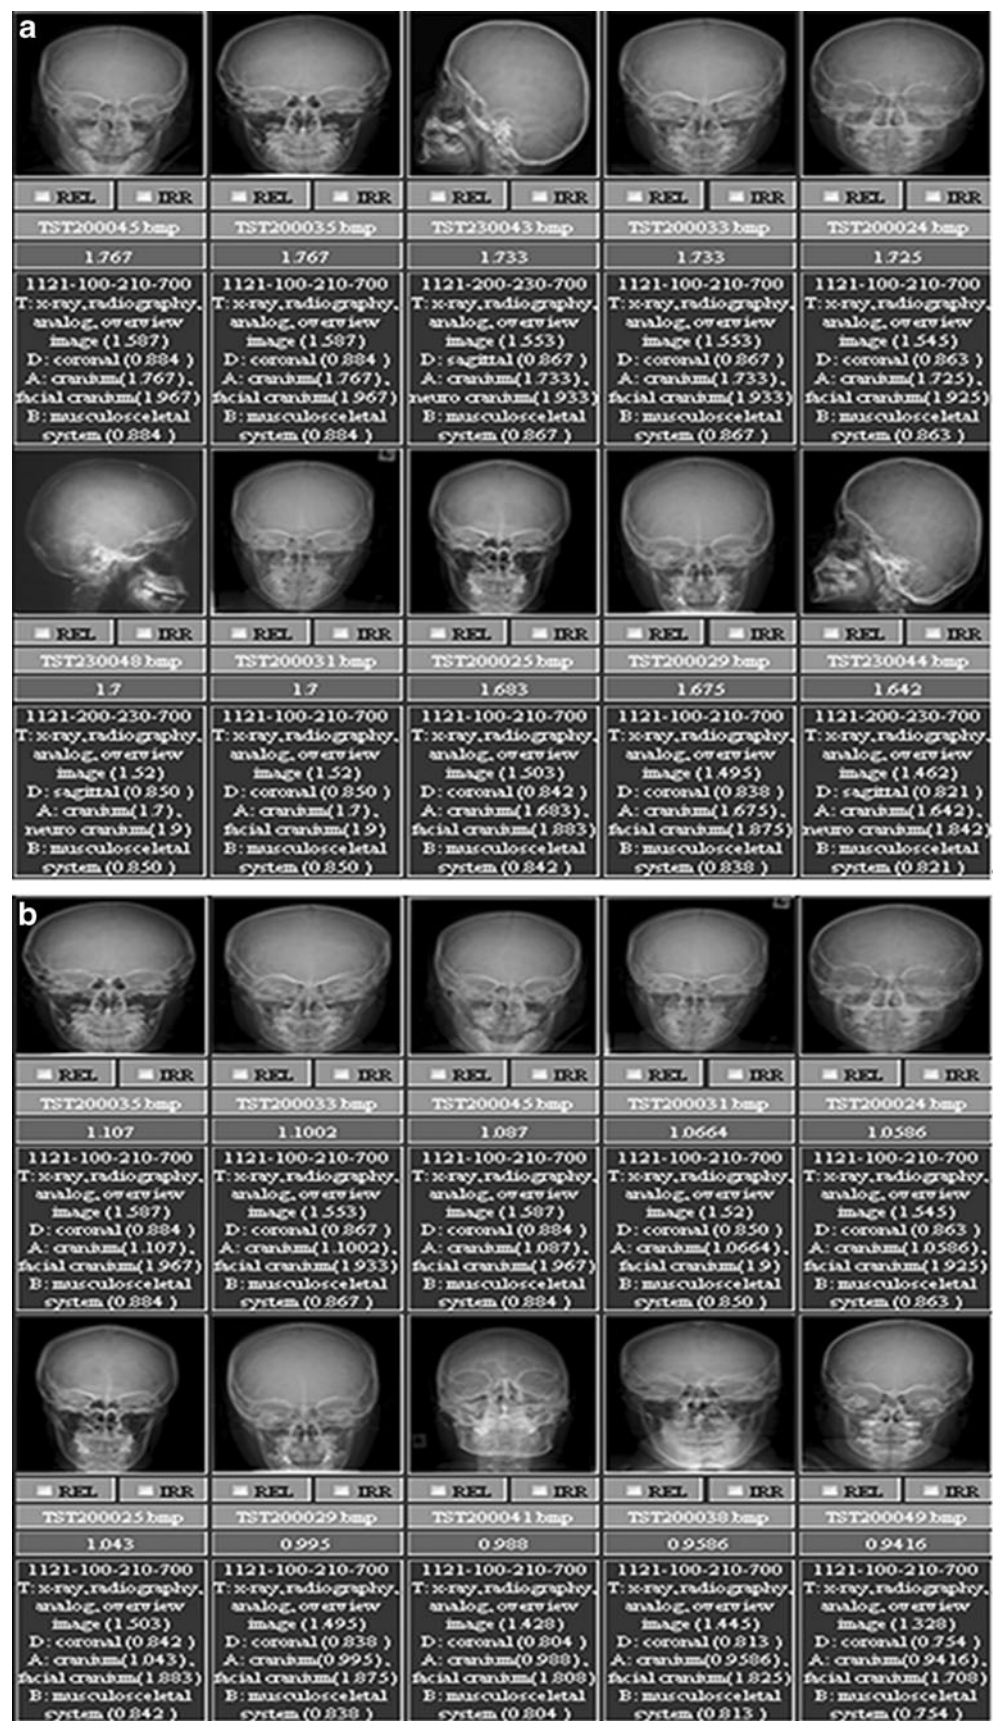 a
REL IRR REL IRR REL IRR REL IRR REL IRR
TST200045.bmp TST200035.bmp TST230043.bmp TST200033.bmp TST200024.bmp
1.767 1.767 1.733 1.733 1.725
1121-100-210-700 1121-100-210-700 1121-200-230-700 1121-100-210-700 1121-100-210-700
T: x-ray,radiography, T: x-ray,radiography, T: x-ray,radiography, T: x-ray,radiography, T: x-ray,radiography,
analog, overview analog, overview analog, overview analog, overview analog, overview
image (1.587) image (1.587) image (1.553) image (1.553) image (1.545)
D: coronal (0.884 ) D: coronal (0.884 ) D: sagittal (0.867 ) D: coronal (0.867 ) D: coronal (0.863 )
A: cranium(1.767), A: cranium(1.767), A: cranium(1.733), A: cranium(1.733), A: cranium(1.725),
facial cranium(1.967) facial cranium(1.967) neuro cranium(1.933) facial cranium(1.933) facial cranium(1.925)
B: musculosceletal B: musculosceletal B: musculosceletal B: musculosceletal B: musculosceletal
system (0.884 ) system (0.884 ) system (0.867 ) system (0.867 ) system (0.863 )
REL IRR REL IRR REL IRR REL IRR REL IRR
TST230048.bmp TST200031.bmp TST200025.bmp TST200029.bmp TST230044.bmp
1.7 1.7 1.683 1.675 1.642
1121-200-230-700 1121-100-210-700 1121-100-210-700 1121-100-210-700 1121-200-230-700
T: x-ray,radiography, T: x-ray,radiography, T: x-ray,radiography, T: x-ray,radiography, T: x-ray,radiography,
analog, overview analog, overview analog, overview analog, overview analog, overview
image (1.52) image (1.52) image (1.503) image (1.495) image (1.462)
D: sagittal (0.850 ) D: coronal (0.850 ) D: coronal (0.842 ) D: coronal (0.838 ) D: sagittal (0.821 )
A: cranium(1.7), A: cranium(1.7), A: cranium(1.683), A: cranium(1.675), A: cranium(1.642),
neuro cranium(1.9) facial cranium(1.9) facial cranium(1.883) facial cranium(1.875) neuro cranium(1.842)
B: musculosceletal B: musculosceletal B: musculosceletal B: musculosceletal B: musculosceletal
system (0.850 ) system (0.850 ) system (0.842 ) system (0.838 ) system (0.821 )
b
REL IRR REL IRR REL IRR REL IRR REL IRR
TST200035.bmp TST200033.bmp TST200045.bmp TST200031.bmp TST200024.bmp
1.107 1.1002 1.087 1.0664 1.0586
1121-100-210-700 1121-100-210-700 1121-100-210-700 1121-100-210-700 1121-100-210-700
T: x-ray,radiography, T: x-ray,radiography, T: x-ray,radiography, T: x-ray,radiography, T: x-ray,radiography,
analog, overview analog, overview analog, overview analog, overview analog, overview
image (1.587) image (1.553) image (1.587) image (1.52) image (1.545)
D: coronal (0.884 ) D: coronal (0.867 ) D: coronal (0.884 ) D: coronal (0.850 ) D: coronal (0.863 )
A: cranium(1.107), A: cranium(1.1002), A: cranium(1.087), A: cranium(1.0664), A: cranium(1.0586),
facial cranium(1.967) facial cranium(1.933) facial cranium(1.967) facial cranium(1.9) facial cranium(1.925)
B: musculosceletal B: musculosceletal B: musculosceletal B: musculosceletal B: musculosceletal
system (0.884 ) system (0.867 ) system (0.884 ) system (0.850 ) system (0.863 )
REL IRR REL IRR REL IRR REL IRR REL IRR
TST200025.bmp TST200029.bmp TST200041.bmp TST200038.bmp TST200049.bmp
1.043 0.995 0.988 0.9586 0.9416
1121-100-210-700 1121-100-210-700 1121-100-210-700 1121-100-210-700 1121-100-210-700
T: x-ray,radiography, T: x-ray,radiography, T: x-ray,radiography, T: x-ray,radiography, T: x-ray,radiography,
analog, overview analog, overview analog, overview analog, overview analog, overview
image (1.503) image (1.495) image (1.428) image (1.445) image (1.328)
D: coronal (0.842 ) D: coronal (0.838 ) D: coronal (0.804 ) D: coronal (0.813 ) D: coronal (0.754 )
A: cranium(1.043), A: cranium(0.995), A: cranium(0.988), A: cranium(0.9586), A: cranium(0.9416),
facial cranium(1.883) facial cranium(1.875) facial cranium(1.808) facial cranium(1.825) facial cranium(1.708)
B: musculosceletal B: musculosceletal B: musculosceletal B: musculosceletal B: musculosceletal
system (0.842 ) system (0.838 ) system (0.804 ) system (0.813 ) system (0.754 )